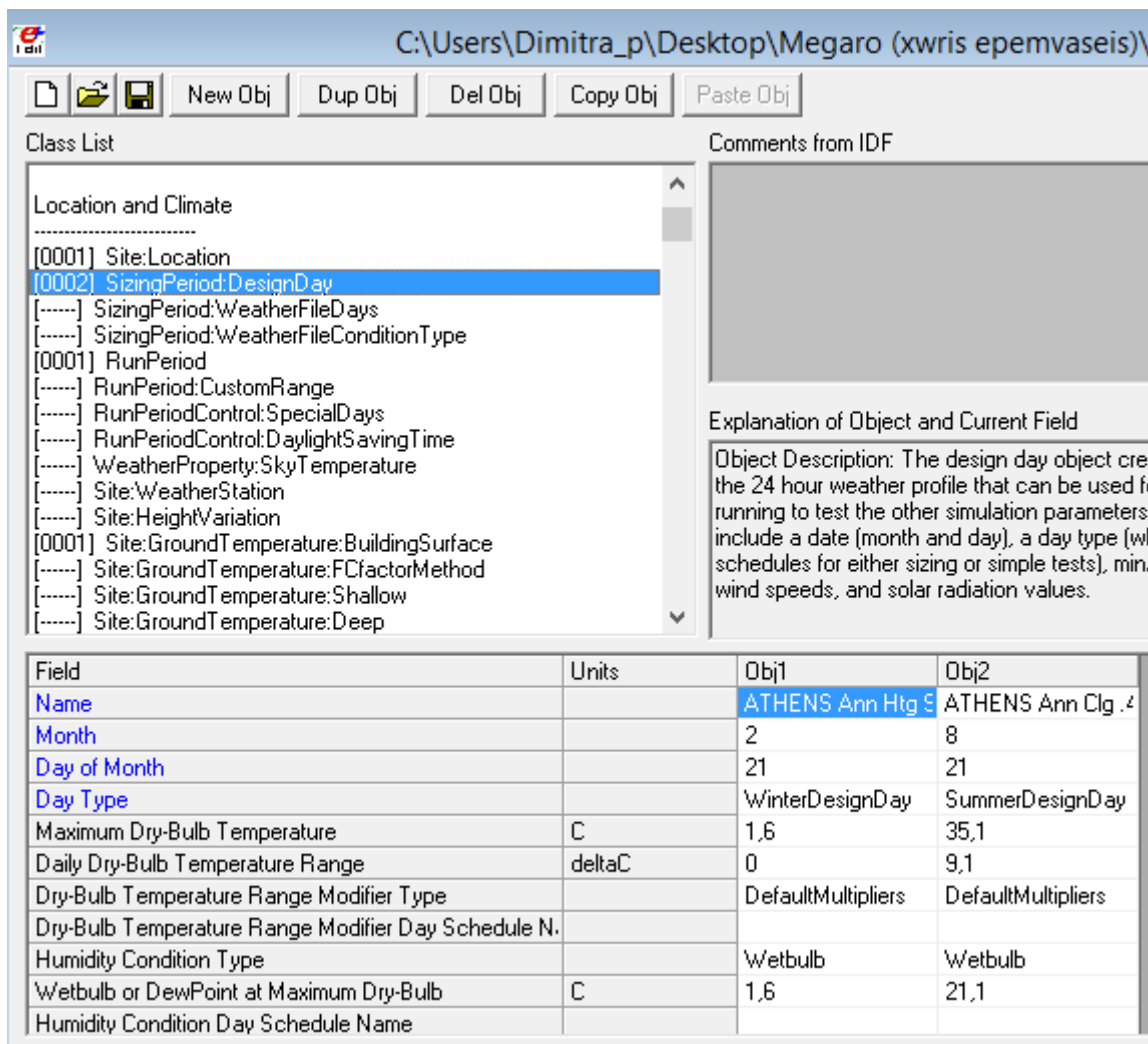 C:\Users\Dimitra_p\Desktop\Megaro (xwris epemvaseis)\
New Obj Dup Obj Del Obj Copy Obj Paste Obj
Class List
Location and Climate
---------------------------
[0001] Site:Location
[0002] SizingPeriod:DesignDay
[------] SizingPeriod:WeatherFileDays
[------] SizingPeriod:WeatherFileConditionType
[0001] RunPeriod
[------] RunPeriod:CustomRange
[------] RunPeriodControl:SpecialDays
[------] RunPeriodControl:DaylightSavingTime
[------] WeatherProperty:SkyTemperature
[------] Site:WeatherStation
[------] Site:HeightVariation
[0001] Site:GroundTemperature:BuildingSurface
[------] Site:GroundTemperature:FCfactorMethod
[------] Site:GroundTemperature:Shallow
[------] Site:GroundTemperature:Deep
Comments from IDF
Explanation of Object and Current Field
Object Description: The design day object cre
the 24 hour weather profile that can be used f
running to test the other simulation parameters
include a date (month and day), a day type (w
schedules for either sizing or simple tests), min
wind speeds, and solar radiation values.
Field Units Obj1 Obj2
Name ATHENS Ann Htg ATHENS Ann Clg .4
Month 2 8
Day of Month 21 21
Day Type WinterDesignDay SummerDesignDay
Maximum Dry-Bulb Temperature C 1,6 35,1
Daily Dry-Bulb Temperature Range deltaC 0 9,1
Dry-Bulb Temperature Range Modifier Type DefaultMultipliers DefaultMultipliers
Dry-Bulb Temperature Range Modifier Day Schedule N
Humidity Condition Type Wetbulb Wetbulb
Wetbulb or DewPoint at Maximum Dry-Bulb C 1,6 21,1
Humidity Condition Day Schedule Name